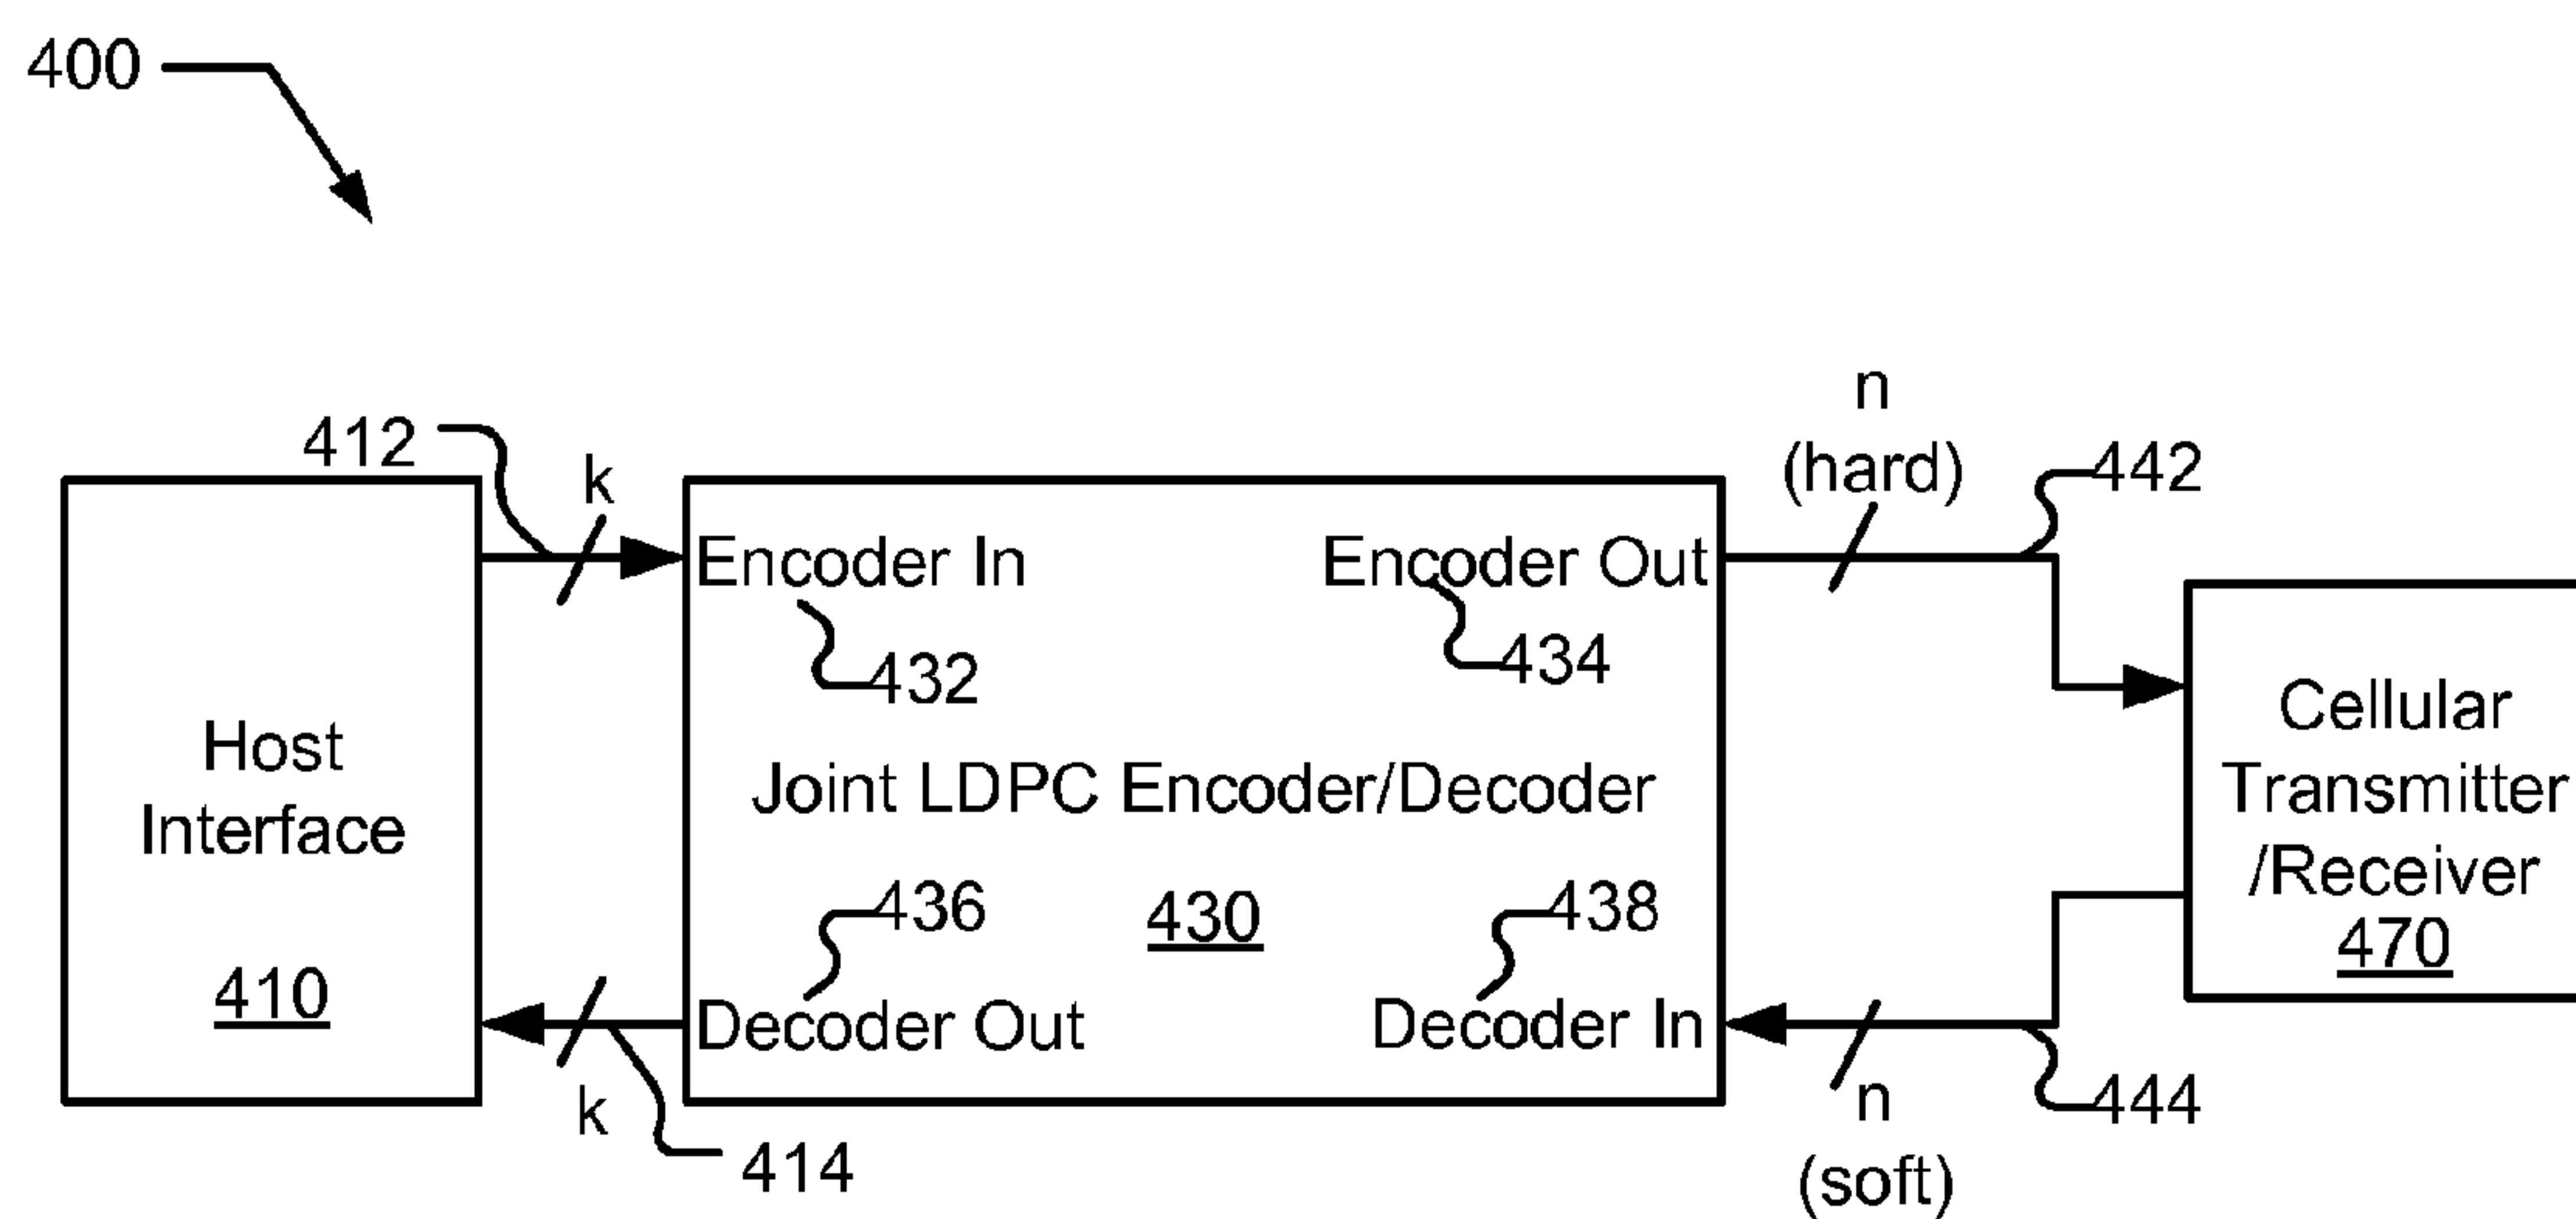 400
n
(hard)
412
k
442
Encoder In
Encoder Out
432
434
Host
Interface
410
Joint LDPC Encoder/Decoder
430
Cellular
Transmitter
/Receiver
470
436
438
Decoder Out
Decoder In
k
414
n
(soft)
444